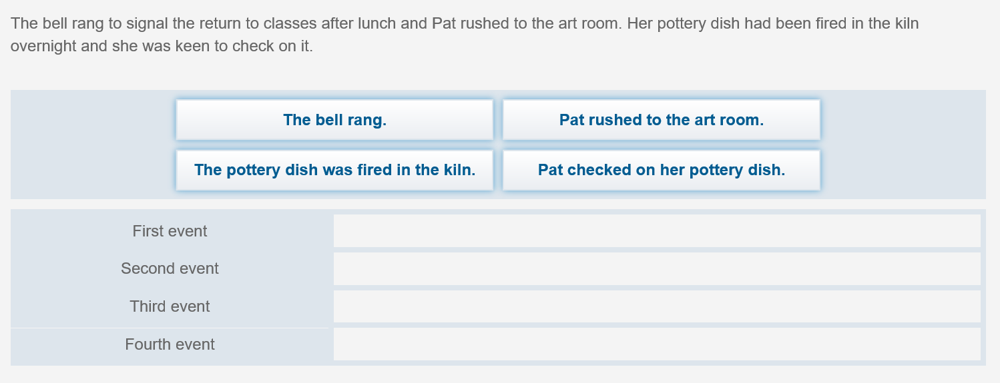 The bell rang to signal the return to classes after lunch and Pat rushed to the art room. Her pottery dish had been fired in the kiln
overnight and she was keen to check on it.
The bell rang.
Pat rushed to the art room.
The pottery dish was fired in the kiln.
Pat checked on her pottery dish.
First event
Second event
Third event
Fourth event